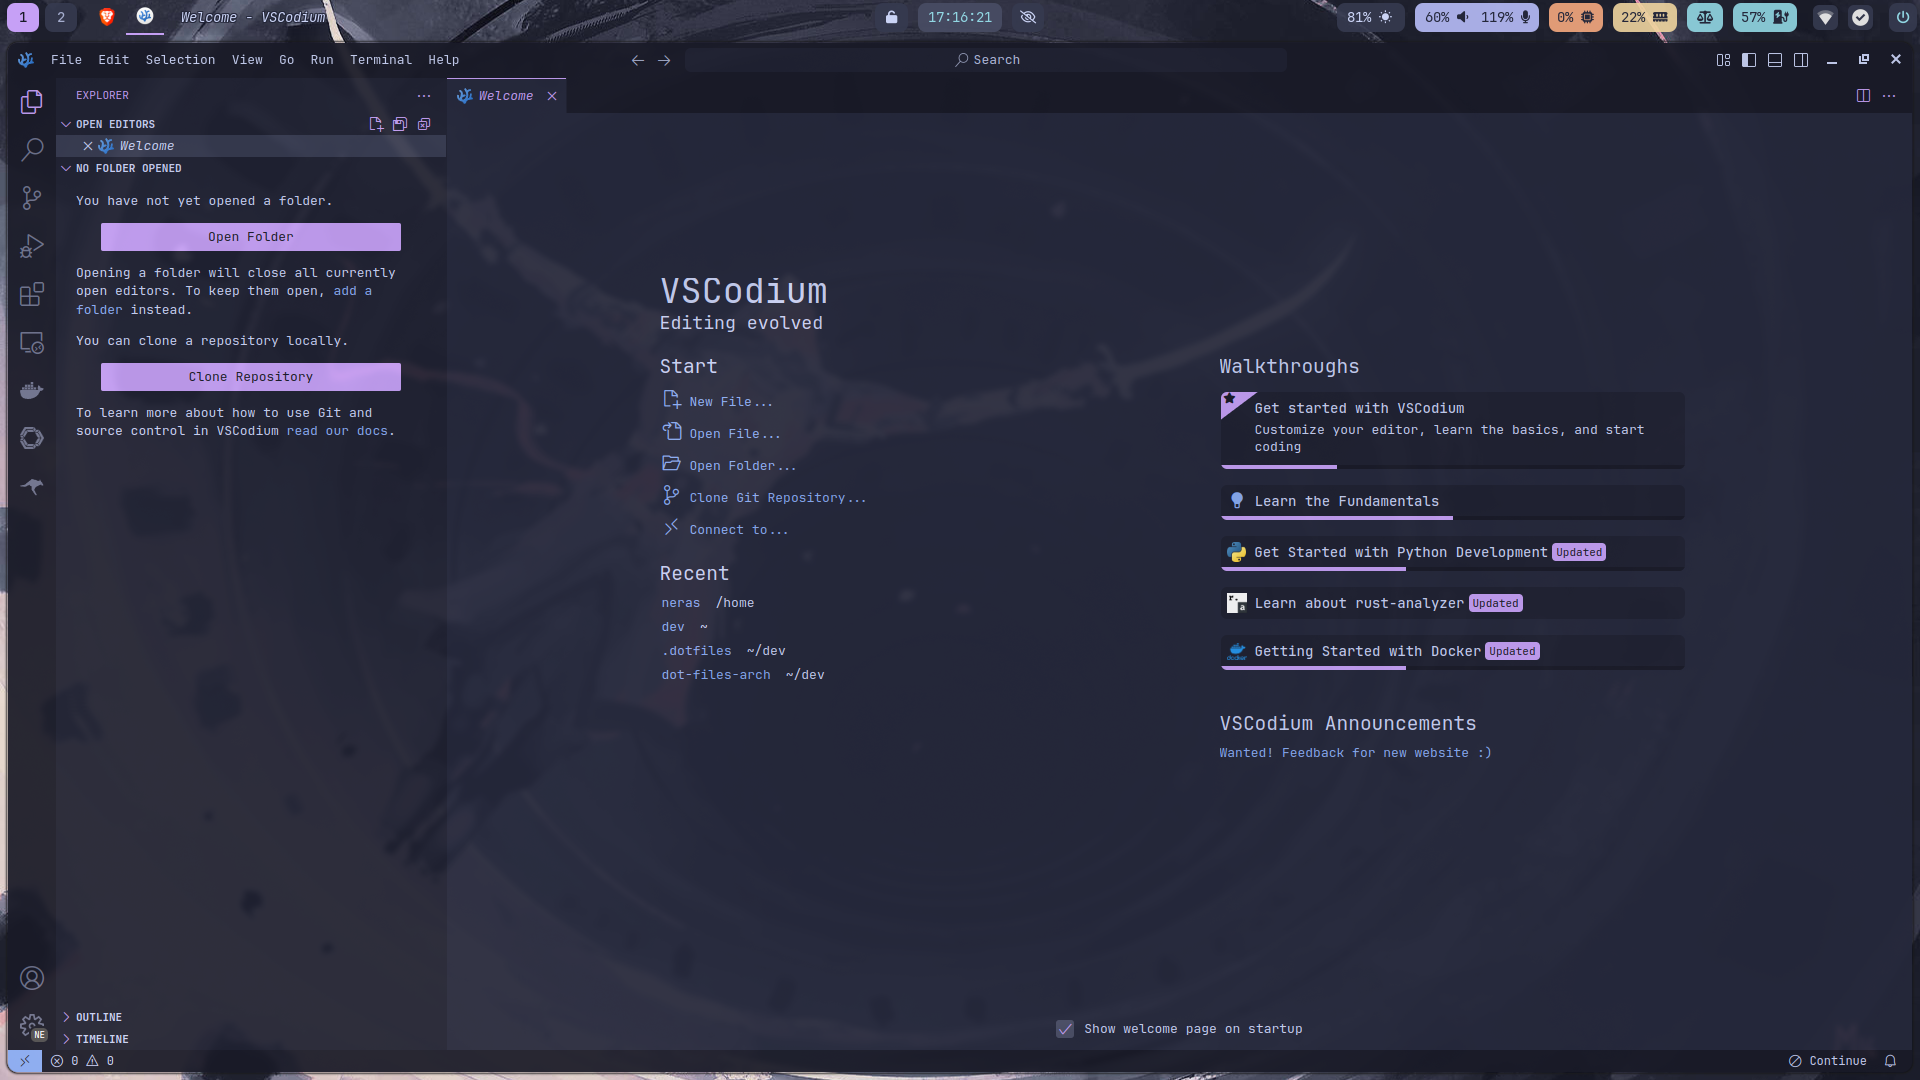 1 2 Welcome - VSCodium 17:16:21 81% 60% 119% 0% 22% 57%
File Edit Selection View Go Run Terminal Help Search
EXPLORER
Welcome
OPEN EDITORS
Welcome
NO FOLDER OPENED
You have not yet opened a folder.
Open Folder
Opening a folder will close all currently
open editors. To keep them open, add a
folder instead.
You can clone a repository locally.
Clone Repository
To learn more about how to use Git and
source control in VSCodium read our docs.
OUTLINE
TIMELINE
NE
VSCodium
Editing evolved
Start
New File...
Open File...
Open Folder...
Clone Git Repository...
Connect to...
Recent
neras /home
dev ~
.dotfiles ~/dev
dot-files-arch ~/dev
Walkthroughs
Get started with VSCodium
Customize your editor, learn the basics, and start
coding
Learn the Fundamentals
Get Started with Python Development Updated
r.
a
Learn about rust-analyzer Updated
docker
Getting Started with Docker Updated
VSCodium Announcements
Wanted! Feedback for new website :)
Show welcome page on startup
0 0 Continue